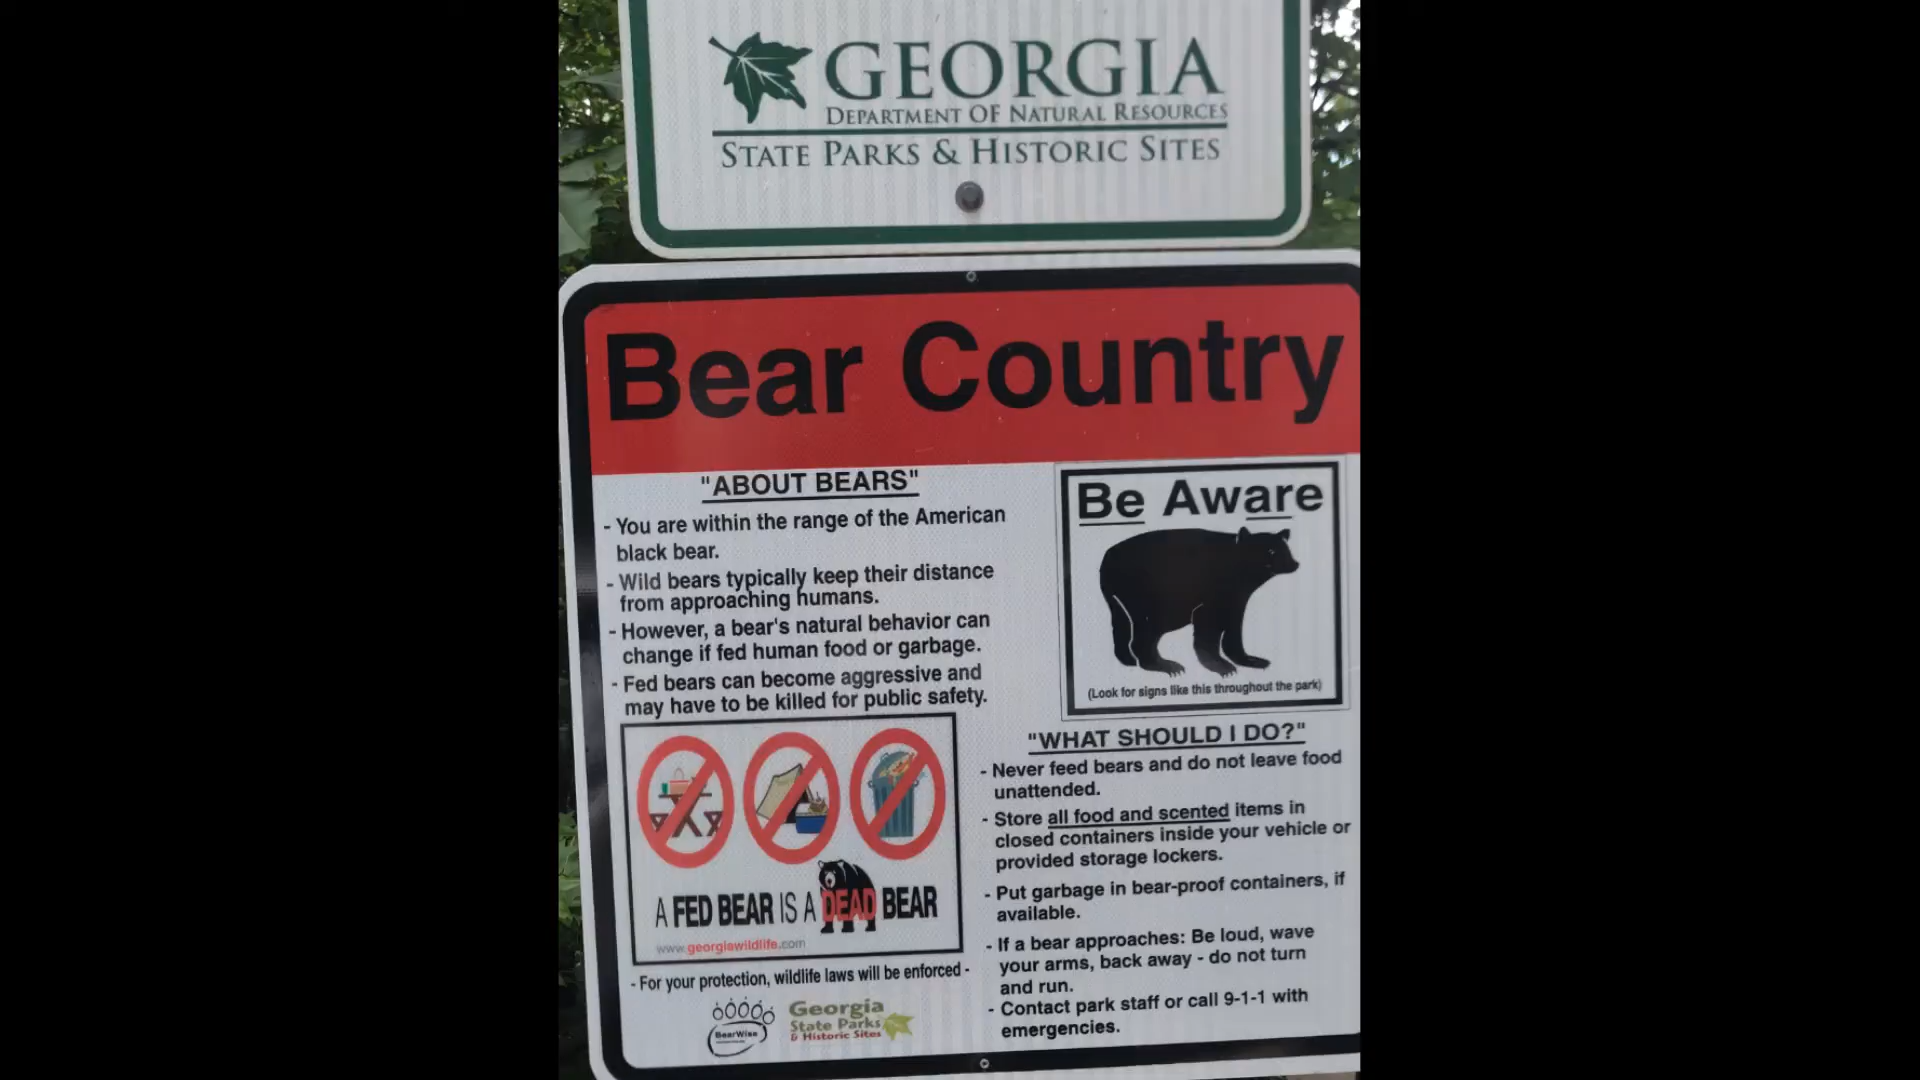 GEORGIA
DEPARTMENT OF NATURAL RESOURCES
STATE PARKS & HISTORIC SITES
Bear Country
"ABOUT BEARS"
- You are within the range of the American
black bear.
- Wild bears typically keep their distance
from approaching humans.
- However, a bear's natural behavior can
change if fed human food or garbage.
- Fed bears can become aggressive and
may have to be killed for public safety.
A FED BEAR IS A DEAD BEAR
www.georgiawildlife.com
- For your protection, wildlife laws will be enforced -
BearWise
Georgia
State Parks
& Historic Sites
Be Aware
(Look for signs like this throughout the park)
"WHAT SHOULD I DO?"
- Never feed bears and do not leave food
unattended.
- Store all food and scented items in
closed containers inside your vehicle or
provided storage lockers.
- Put garbage in bear-proof containers, if
available.
- If a bear approaches: Be loud, wave
your arms, back away - do not turn
and run.
- Contact park staff or call 9-1-1 with
emergencies.